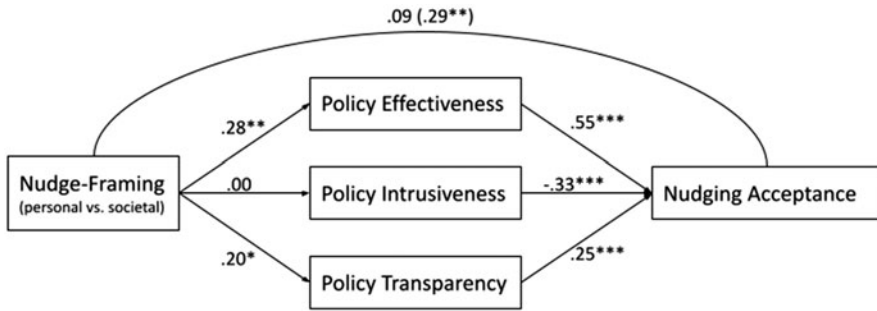 .09 (.29**)
Policy Effectiveness
.28**
.55***
Nudge-Framing
(personal vs. societal)
.00
Policy Intrusiveness
-.33***
Nudging Acceptance
.20*
.25***
Policy Transparency